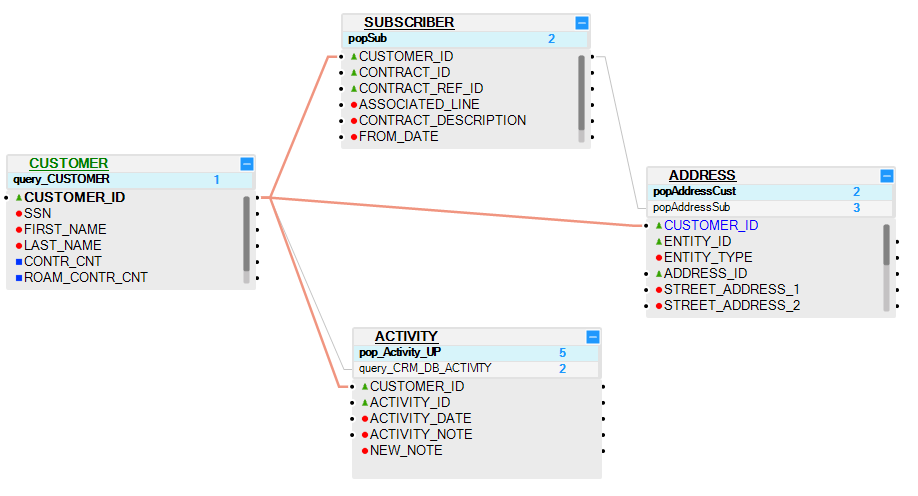 SUBSCRIBER
popSub 2
CUSTOMER_ID
CONTRACT_ID
CONTRACT_REF_ID
ASSOCIATED_LINE
CONTRACT_DESCRIPTION
FROM_DATE
CUSTOMER
query_CUSTOMER 1
CUSTOMER_ID
SSN
FIRST_NAME
LAST_NAME
CONTR_CNT
ROAM_CONTR_CNT
ADDRESS
popAddressCust 2
popAddressSub 3
CUSTOMER_ID
ENTITY_ID
ENTITY_TYPE
ADDRESS_ID
STREET_ADDRESS_1
STREET_ADDRESS_2
ACTIVITY
pop_Activity_UP 5
query_CRM_DB_ACTIVITY 2
CUSTOMER_ID
ACTIVITY_ID
ACTIVITY_DATE
ACTIVITY_NOTE
NEW_NOTE